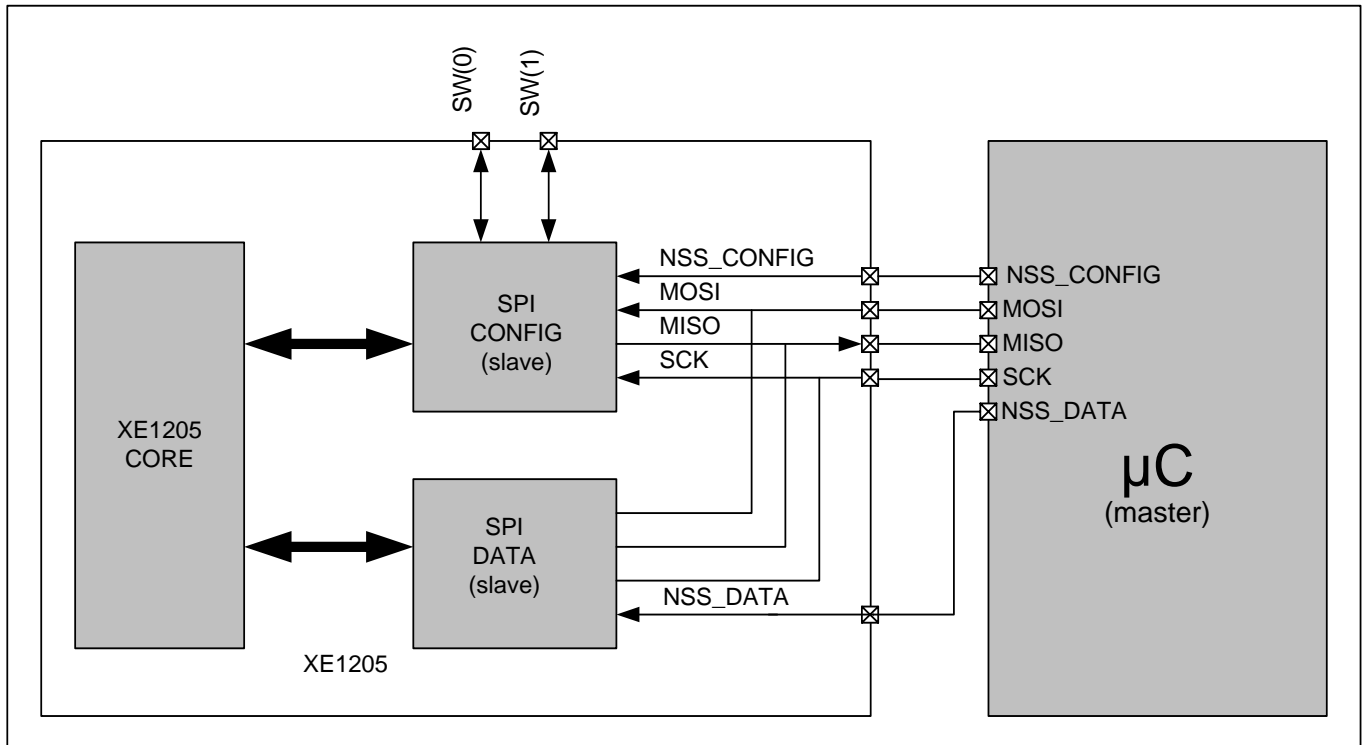 SW(0)
SW(1)
XE1205
CORE
SPI
CONFIG
(slave)
NSS_CONFIG
MOSI
MISO
SCK
SPI
DATA
(slave)
NSS_DATA
XE1205
NSS_CONFIG
MOSI
MISO
SCK
NSS_DATA
µC
(master)